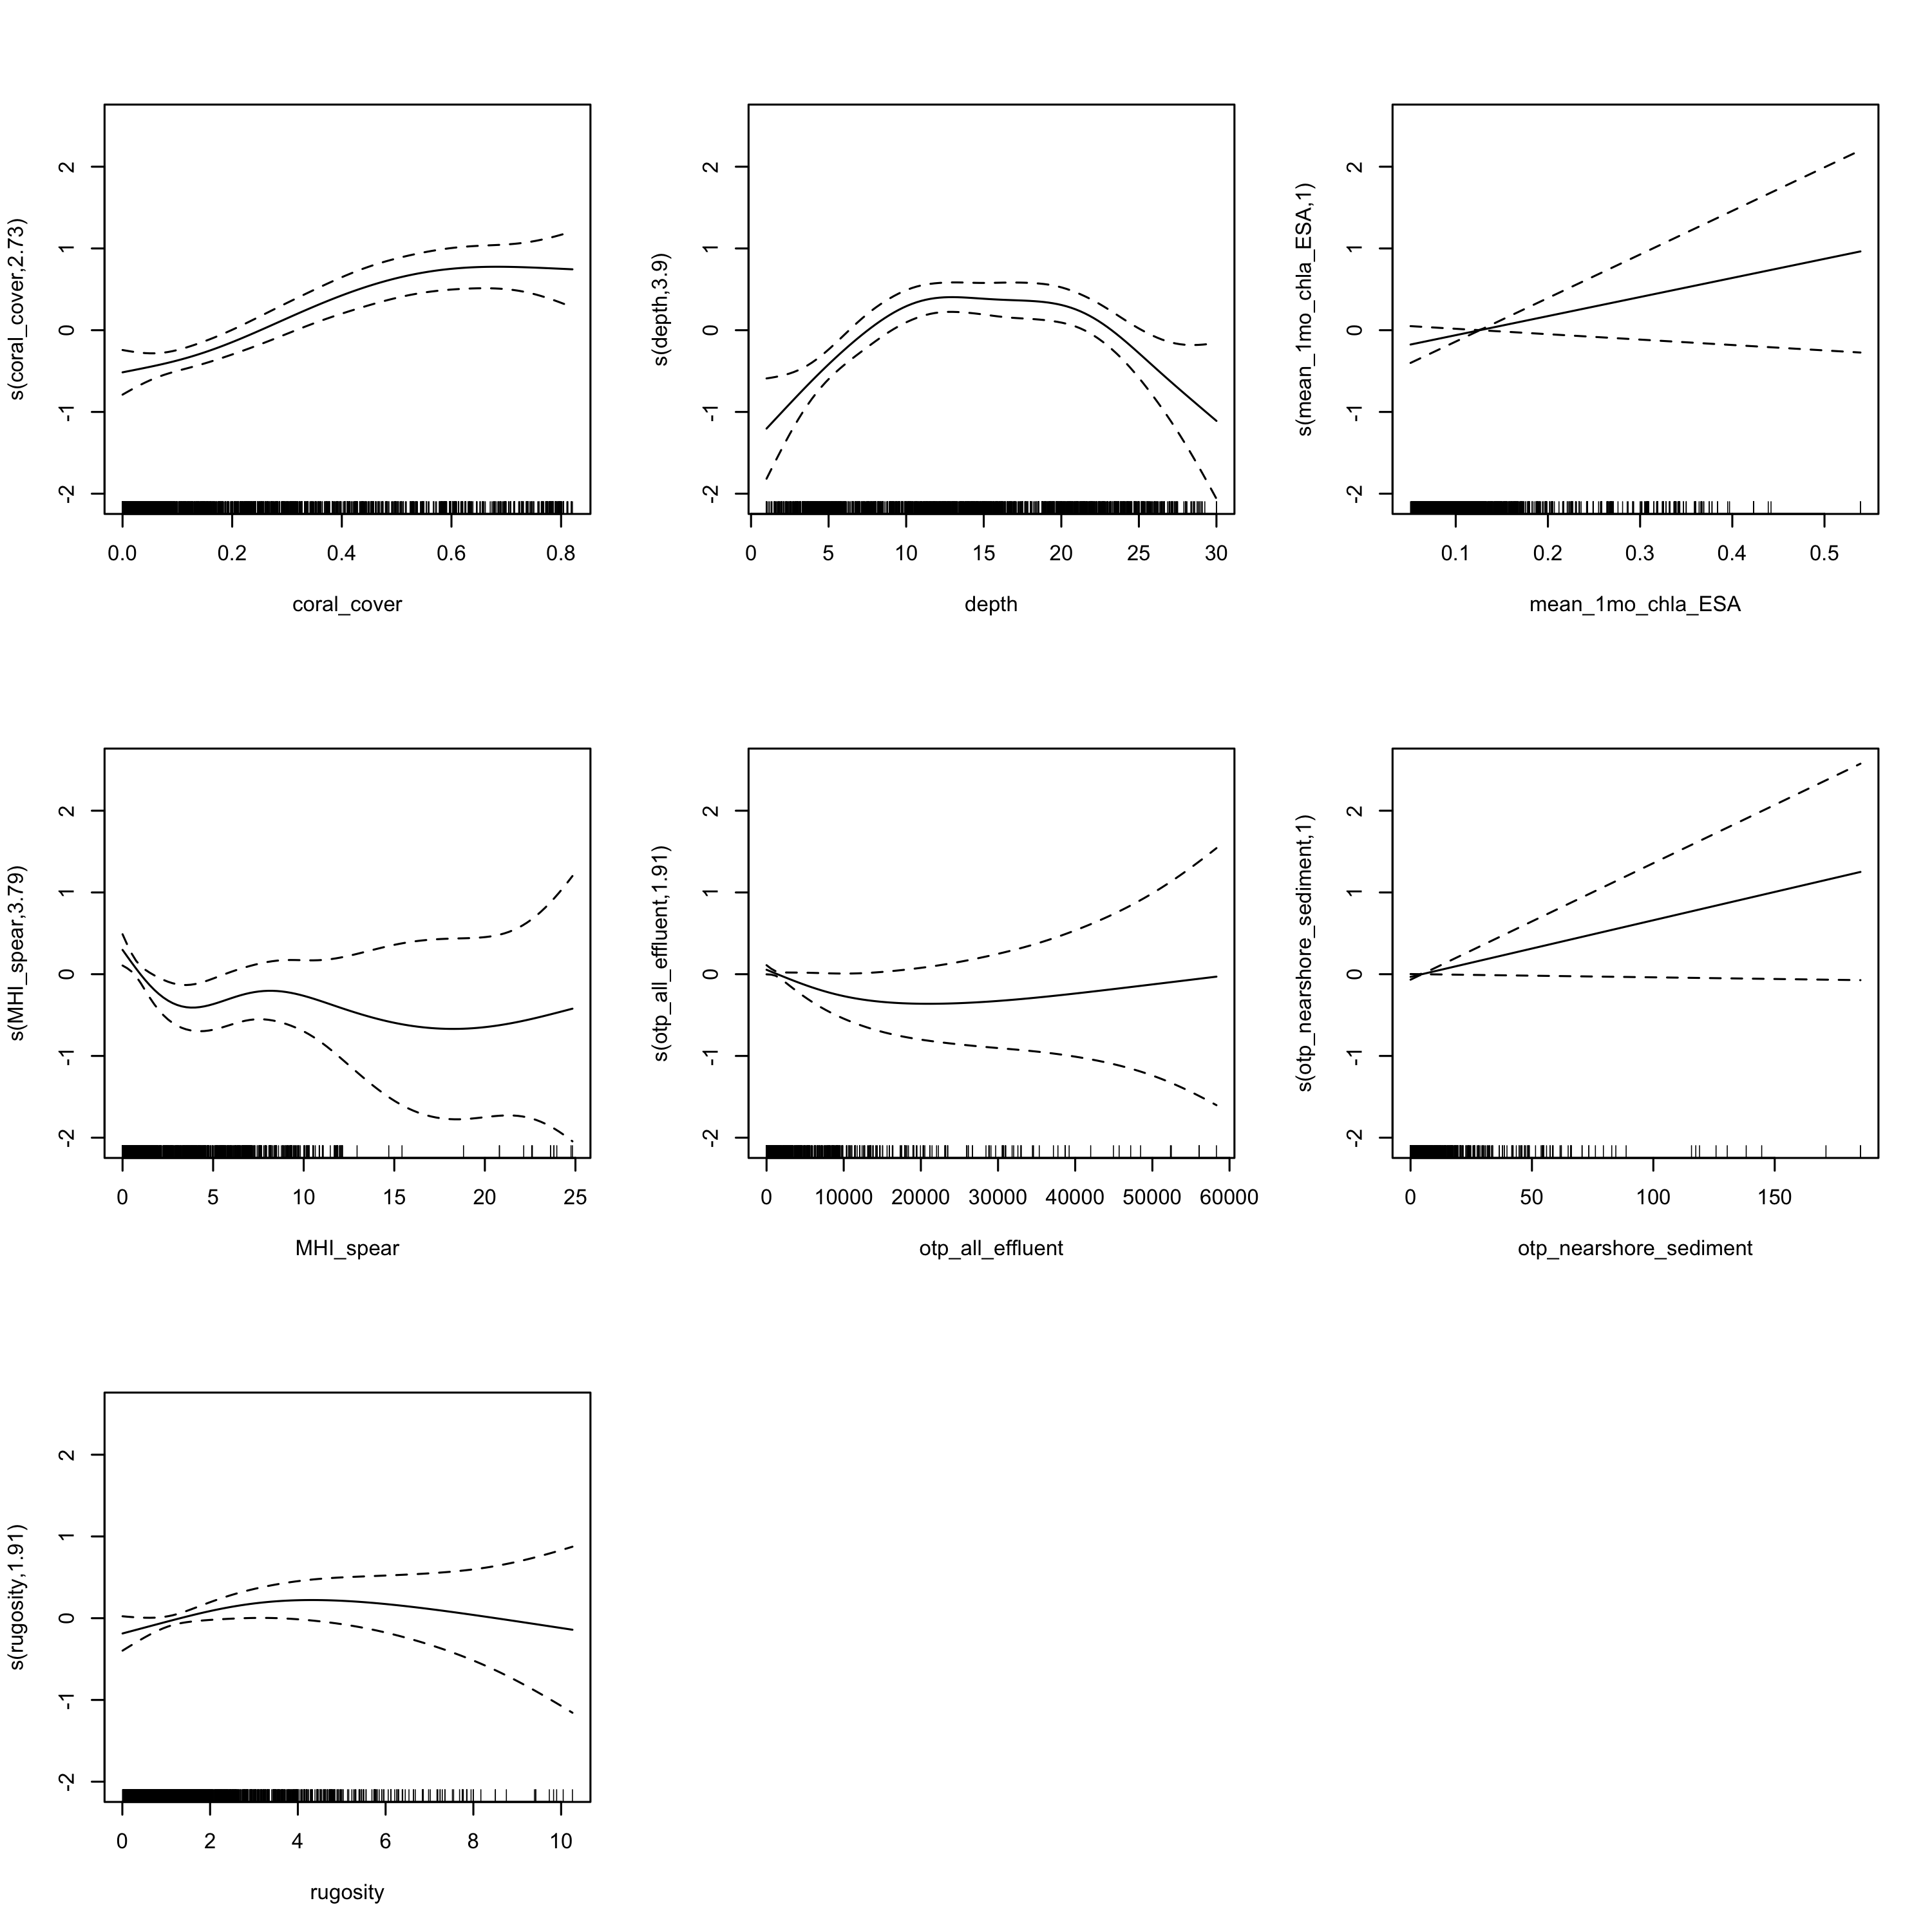 s(coral_cover,2.73)
2
1
0
-1
-2
0.0 0.2 0.4 0.6 0.8
coral_cover
s(depth,3.9)
2
1
0
-1
-2
0 5 10 15 20 25 30
depth
s(mean_1mo_chla_ESA,1)
2
1
0
-1
-2
0.1 0.2 0.3 0.4 0.5
mean_1mo_chla_ESA
s(MHI_spear,3.79)
2
1
0
-1
-2
0 5 10 15 20 25
MHI_spear
s(otp_all_effluent,1.91)
2
1
0
-1
-2
0 10000 20000 30000 40000 50000 60000
otp_all_effluent
s(otp_nearshore_sediment,1)
2
1
0
-1
-2
0 50 100 150
otp_nearshore_sediment
s(rugosity,1.91)
2
1
0
-1
-2
0 2 4 6 8 10
rugosity